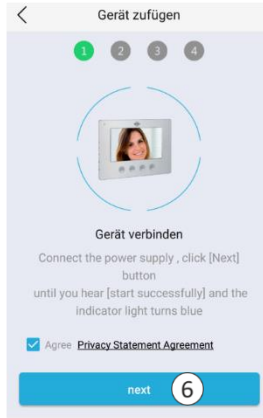 Gerät zufügen
1 2 3 4
Gerät verbinden
Connect the power supply , click [Next]
button
until you hear [start successfully] and the
indicator light turns blue
Agree Privacy Statement Agreement
next 6